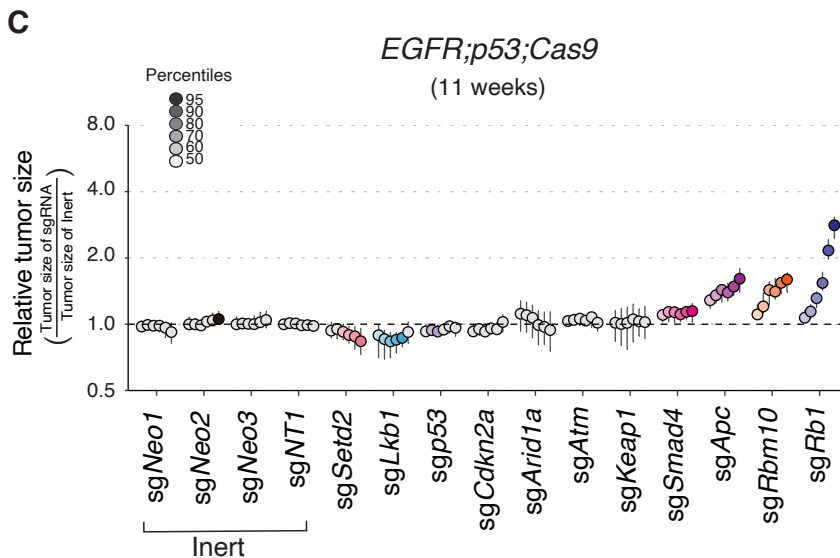 C
EGFR;p53;Cas9
(11 weeks)
Percentiles
95
90
80
70
60
50
Relative tumor size
(Tumor size of sgRNA
Tumor size of Inert)
8.0
4.0
2.0
1.0
0.5
sgNeo1
sgNeo2
sgNeo3
sgNT1
sgSetd2
sgLkb1
sgp53
sgCdkn2a
sgArid1a
sgAtm
sgKeap1
sgSmad4
sgApc
sgRbm10
sgRb1
Inert